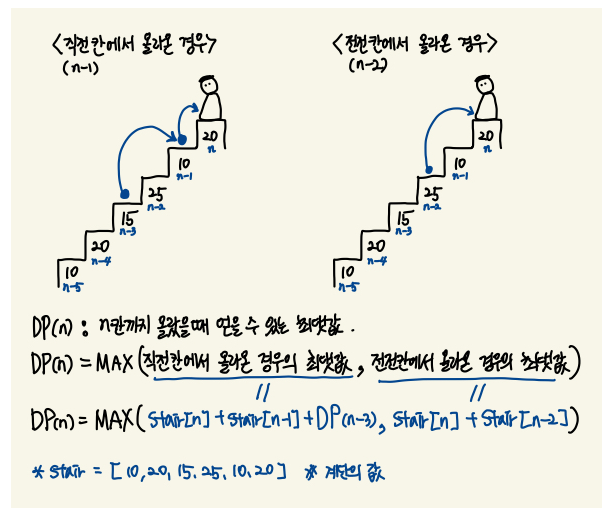 <직전칸에서 올라온 경우>
(n-1)
20
n
10
n-1
25
n-2
15
n-3
20
n-4
10
n-5
<전전칸에서 올라온 경우>
(n-2)
20
n
10
n-1
25
n-2
15
n-3
20
n-4
10
n-5
DP(n) : n칸까지 올랐을때 얻을 수 있는 최댓값.
DP(n) = MAX(직전칸에서 올라온 경우의 최댓값, 전전칸에서 올라온 경우의 최댓값)
DP(n) = MAX(stair[n]+stair[n-1]+DP(n-3), stair[n]+stair[n-2])
* stair = [10,20,15,25,10,20] * 계단의 값